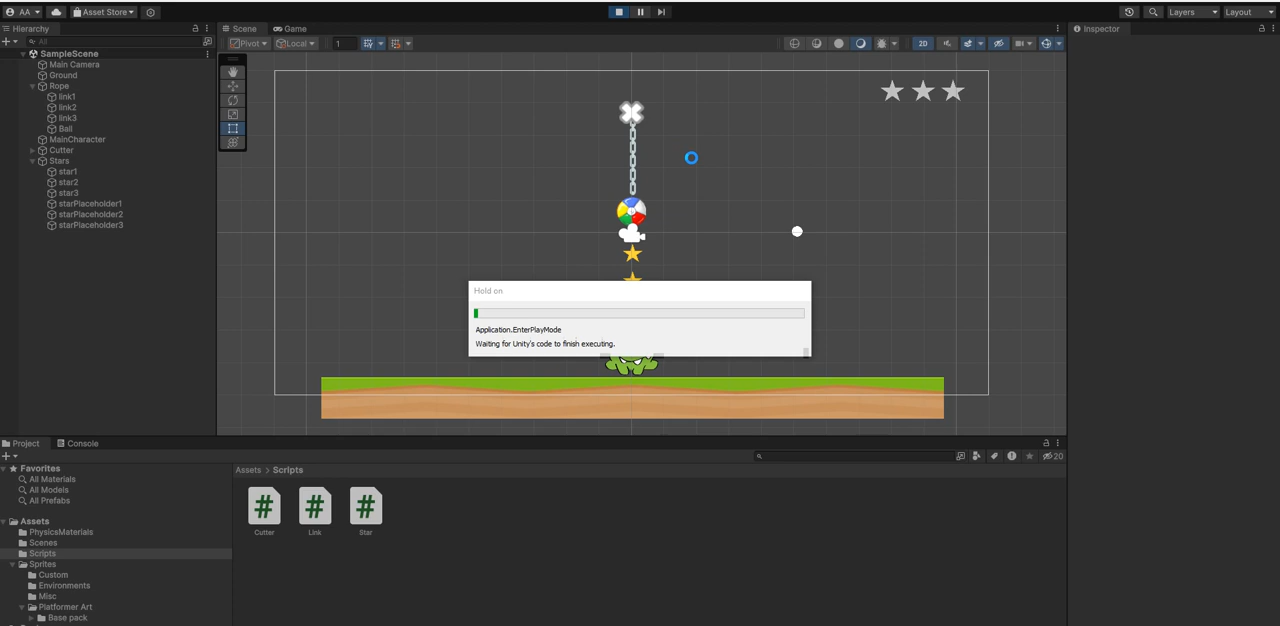 AA
Asset Store
Layers
Layout
Hierarchy
All
SampleScene
Main Camera
Ground
Rope
link1
link2
link3
Ball
MainCharacter
Cutter
Stars
star1
star2
star3
starPlaceholder1
starPlaceholder2
starPlaceholder3
Scene
Game
Pivot
Local
1
2D
Inspector
Hold on
Application.EnterPlayMode
Waiting for Unity's code to finish executing.
Project
Console
20
Favorites
All Materials
All Models
All Prefabs
Assets
PhysicsMaterials
Scenes
Scripts
Sprites
Custom
Environments
Misc
Platformer Art
Base pack
Assets > Scripts
Cutter
Link
Star